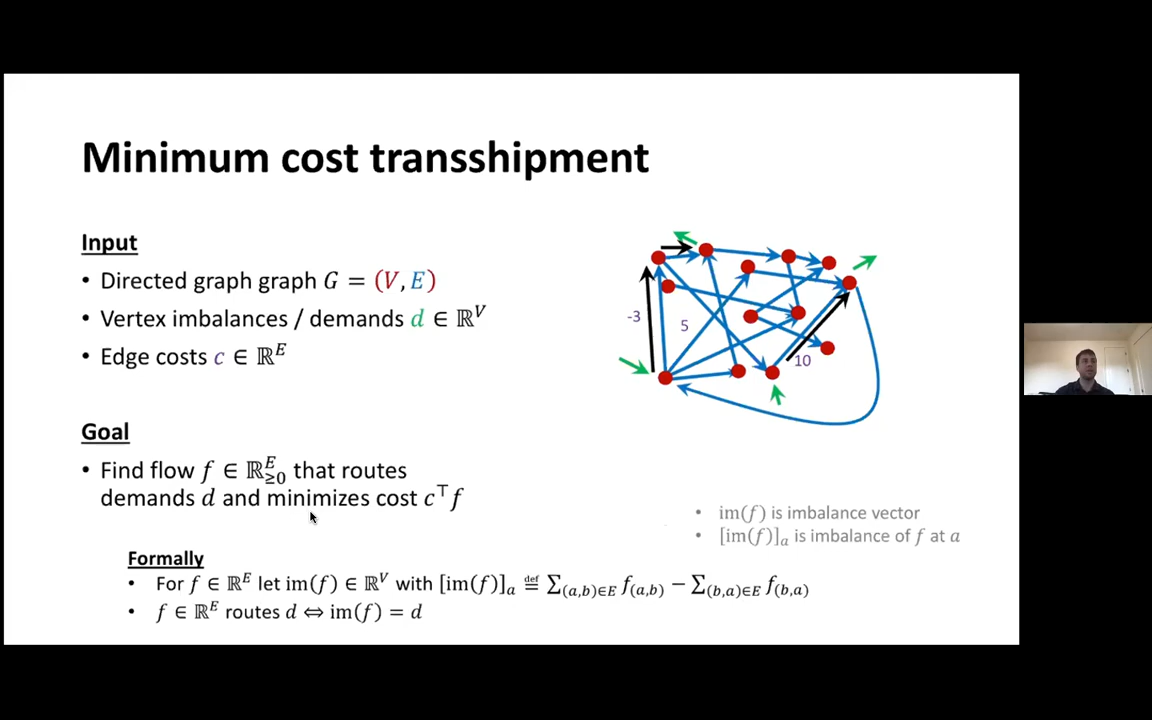 Minimum cost transshipment
Input
• Directed graph graph G = (V, E)
• Vertex imbalances / demands d ∈ ℝ^V
• Edge costs c ∈ ℝ^E
Goal
• Find flow f ∈ ℝ^E_≥0 that routes
demands d and minimizes cost c^⊤ f
-3
5
10
• im(f) is imbalance vector
• [im(f)]_a is imbalance of f at a
Formally
• For f ∈ ℝ^E let im(f) ∈ ℝ^V with [im(f)]_a ≝ ∑_(a,b)∈E f_(a,b) − ∑_(b,a)∈E f_(b,a)
• f ∈ ℝ^E routes d ⇔ im(f) = d